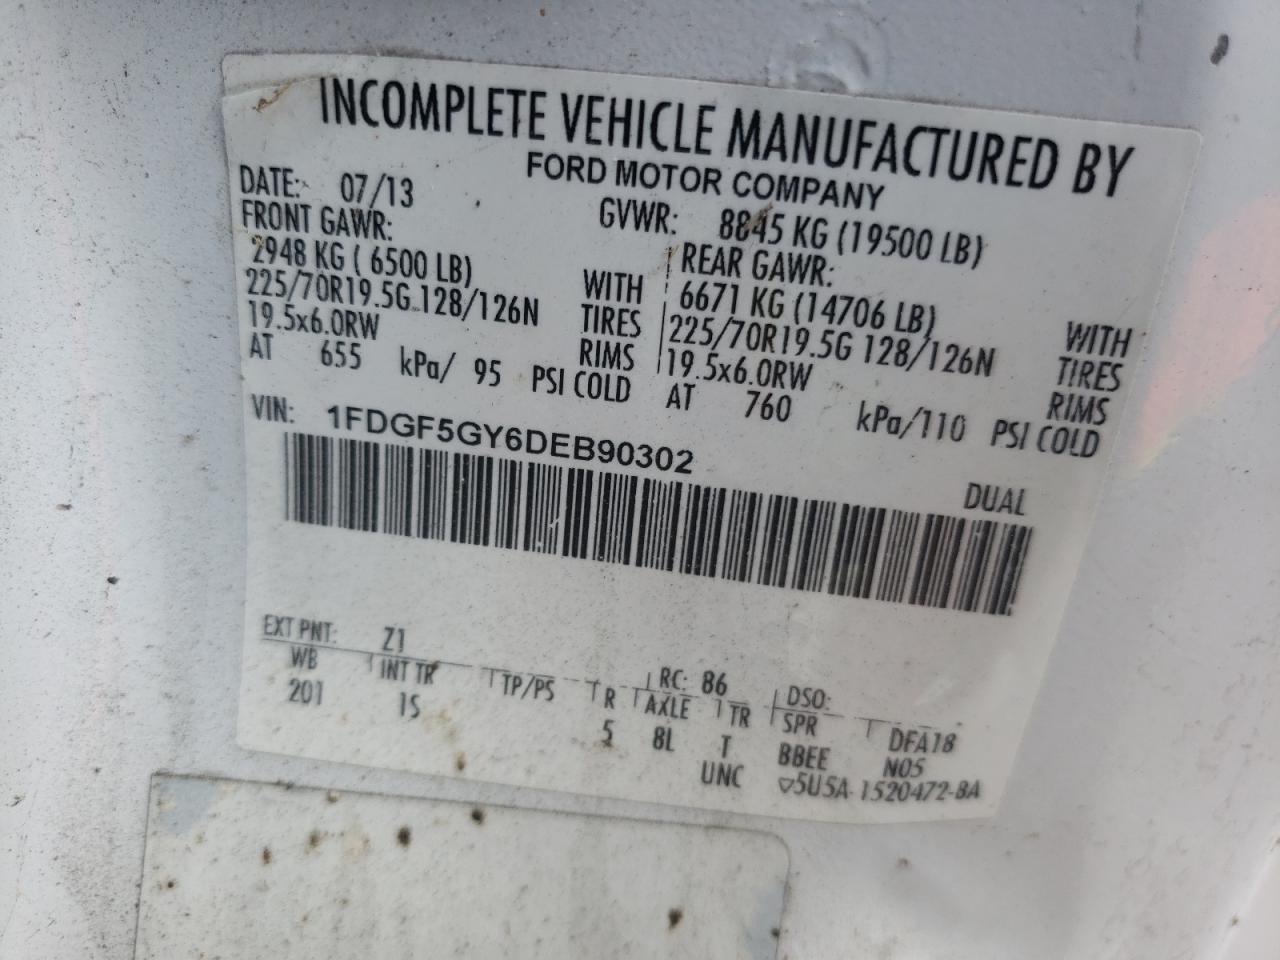 INCOMPLETE VEHICLE MANUFACTURED BY
FORD MOTOR COMPANY
DATE: 07/13 GVWR: 8845 KG (19500 LB)
FRONT GAWR: REAR GAWR:
2948 KG ( 6500 LB) WITH 6671 KG (14706 LB) WITH
225/70R19.5G 128/126N TIRES 225/70R19.5G 128/126N TIRES
19.5x6.0RW RIMS 19.5x6.0RW RIMS
AT 655 kPa/ 95 PSI COLD AT 760 kPa/110 PSI COLD
VIN: 1FDGF5GY6DEB90302
DUAL
EXT PNT: Z1 RC: 86 DSO:
WB INT TR TP/PS R AXLE TR SPR DFA18
201 1S 5 8L T BBEE N05
UNC ▽5U5A-1520472-BA